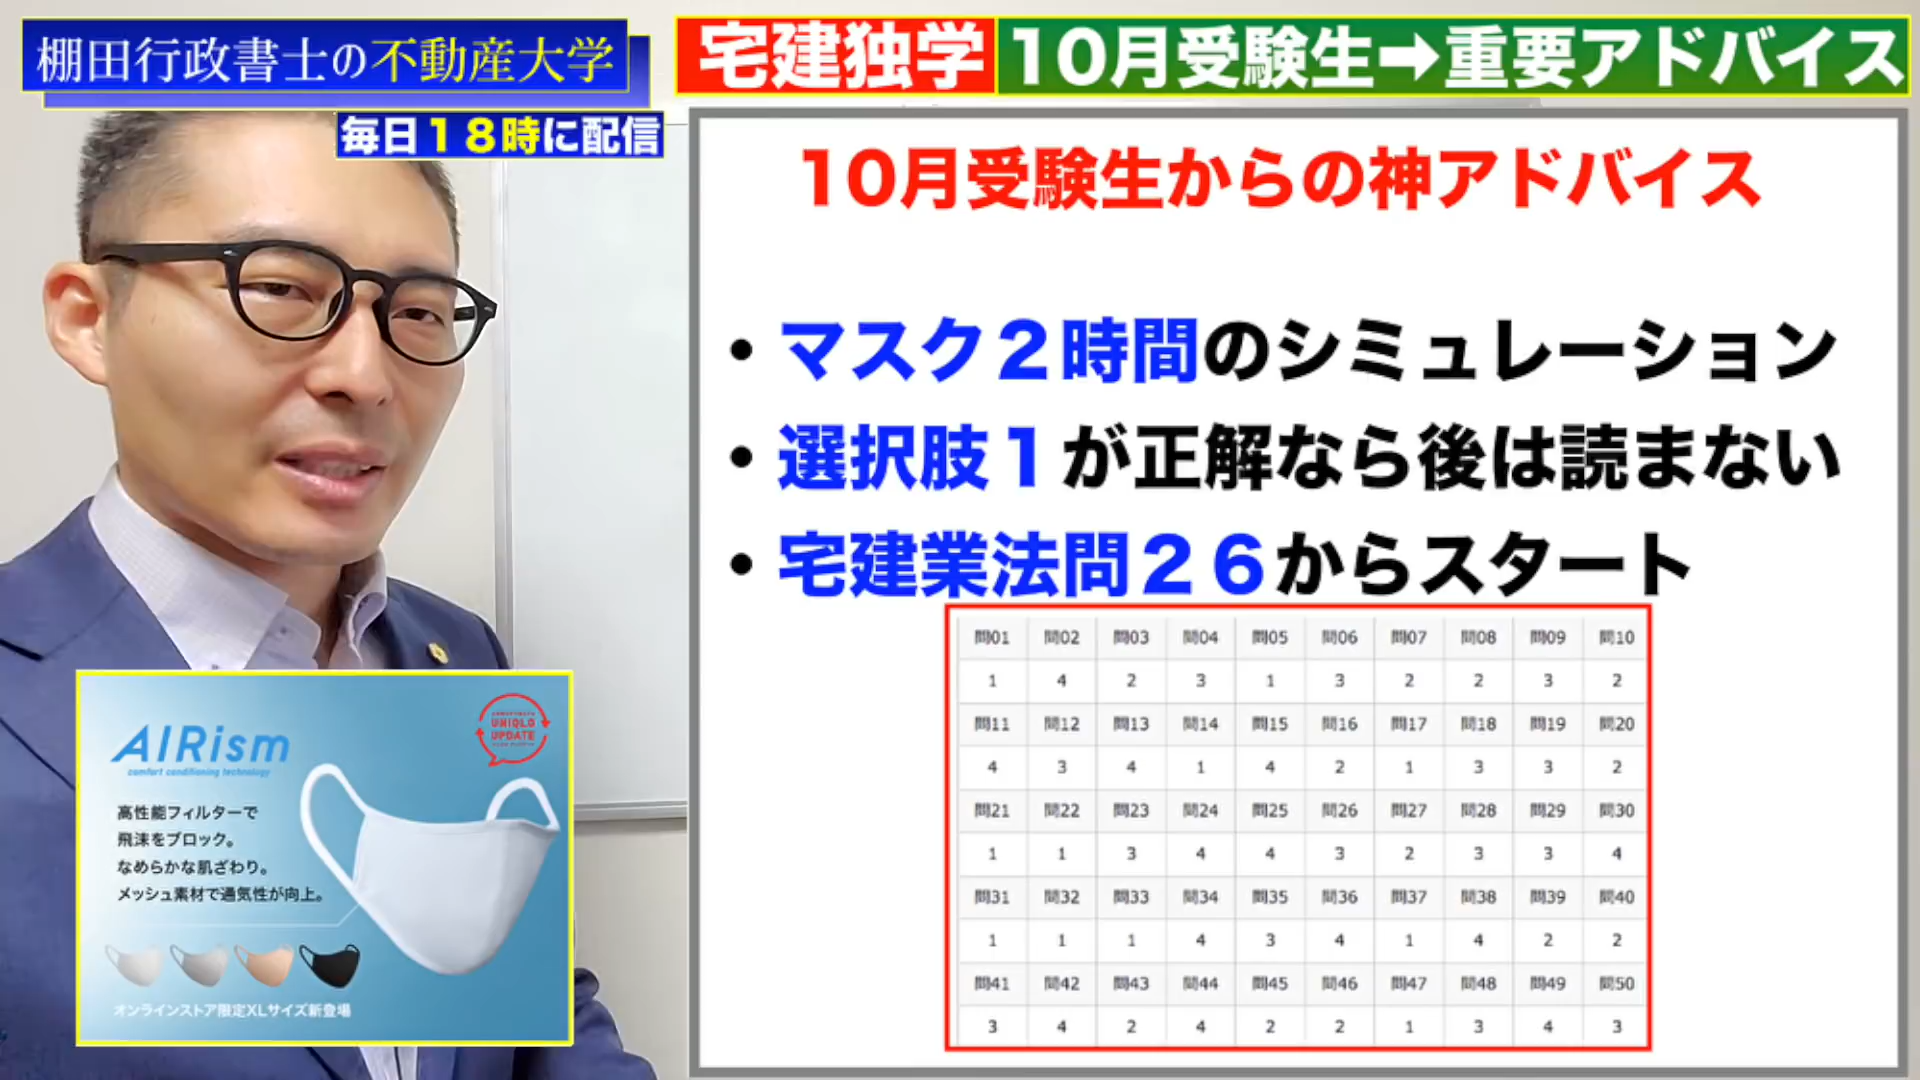 棚田行政書士の不動産大学
毎日18時に配信
宅建独学 10月受験生➡重要アドバイス
10月受験生からの神アドバイス
・マスク2時間のシミュレーション
・選択肢1が正解なら後は読まない
・宅建業法問26からスタート
問01 問02 問03 問04 問05 問06 問07 問08 問09 問10
1 4 2 3 1 3 2 2 3 2
問11 問12 問13 問14 問15 問16 問17 問18 問19 問20
4 3 4 1 4 2 1 3 3 2
問21 問22 問23 問24 問25 問26 問27 問28 問29 問30
1 1 3 4 4 3 2 3 3 4
問31 問32 問33 問34 問35 問36 問37 問38 問39 問40
1 1 1 4 3 4 1 4 2 2
問41 問42 問43 問44 問45 問46 問47 問48 問49 問50
3 4 2 4 2 2 1 3 4 3
AIRism
comfort conditioning technology
UNIQLO
UPDATE
高性能フィルターで
飛沫をブロック。
なめらかな肌ざわり。
メッシュ素材で通気性が向上。
オンラインストア限定XLサイズ新登場